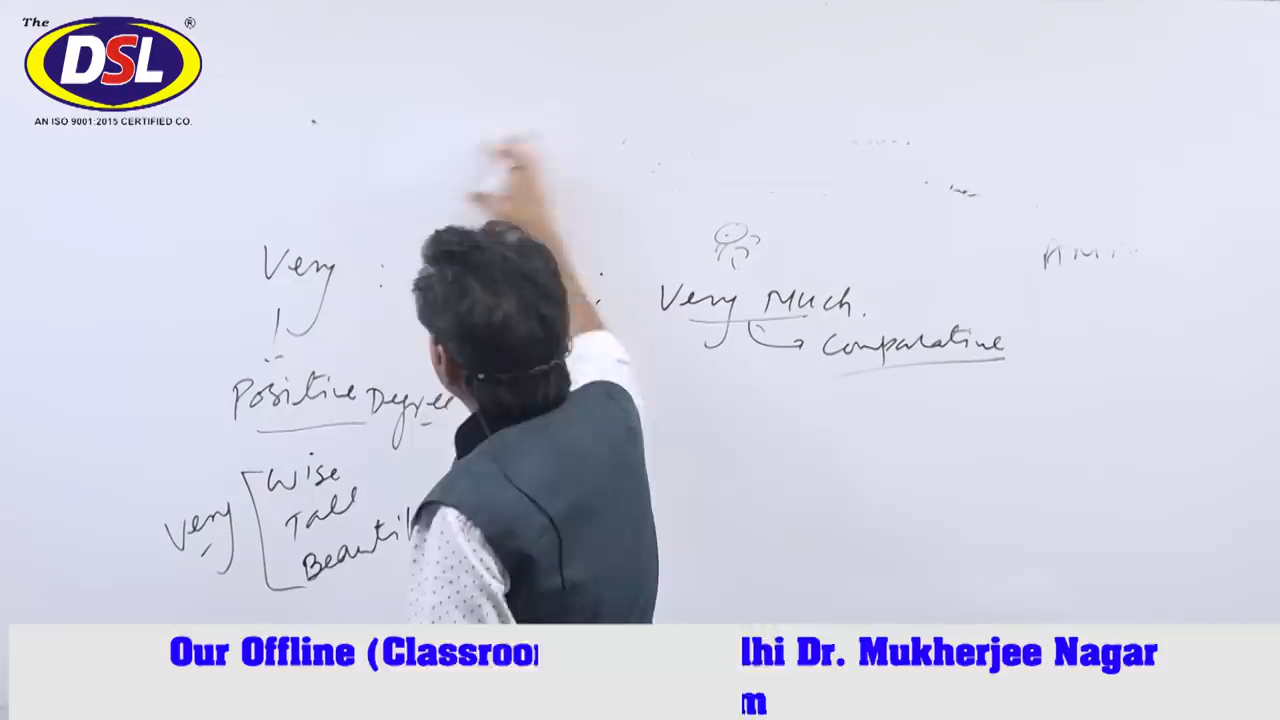 The
DSL ®
AN ISO 9001:2015 CERTIFIED CO.
Very :
:
Very Much.
Comparative
Positive Degree
Very
Wise
Tall
Our Offline (Classroo
lhi Dr. Mukherjee Nagar
m